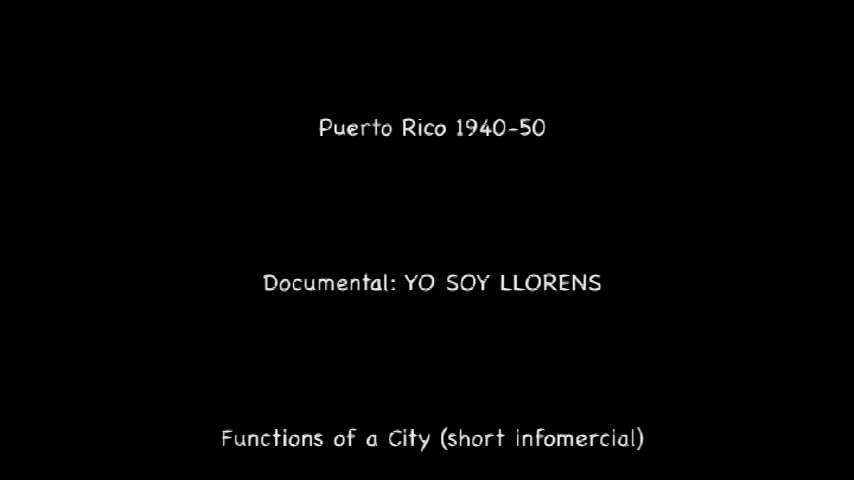 Puerto Rico 1940-50
Documental: YO SOY LLORENS
Functions of a City (short infomercial)